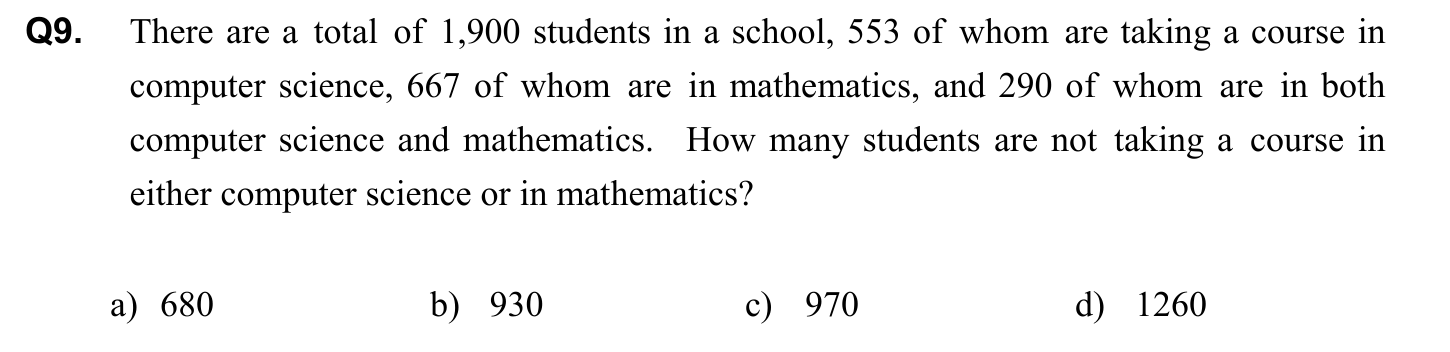 Q9. There are a total of 1,900 students in a school, 553 of whom are taking a course in
computer science, 667 of whom are in mathematics, and 290 of whom are in both
computer science and mathematics. How many students are not taking a course in
either computer science or in mathematics?
a) 680 b) 930 c) 970 d) 1260